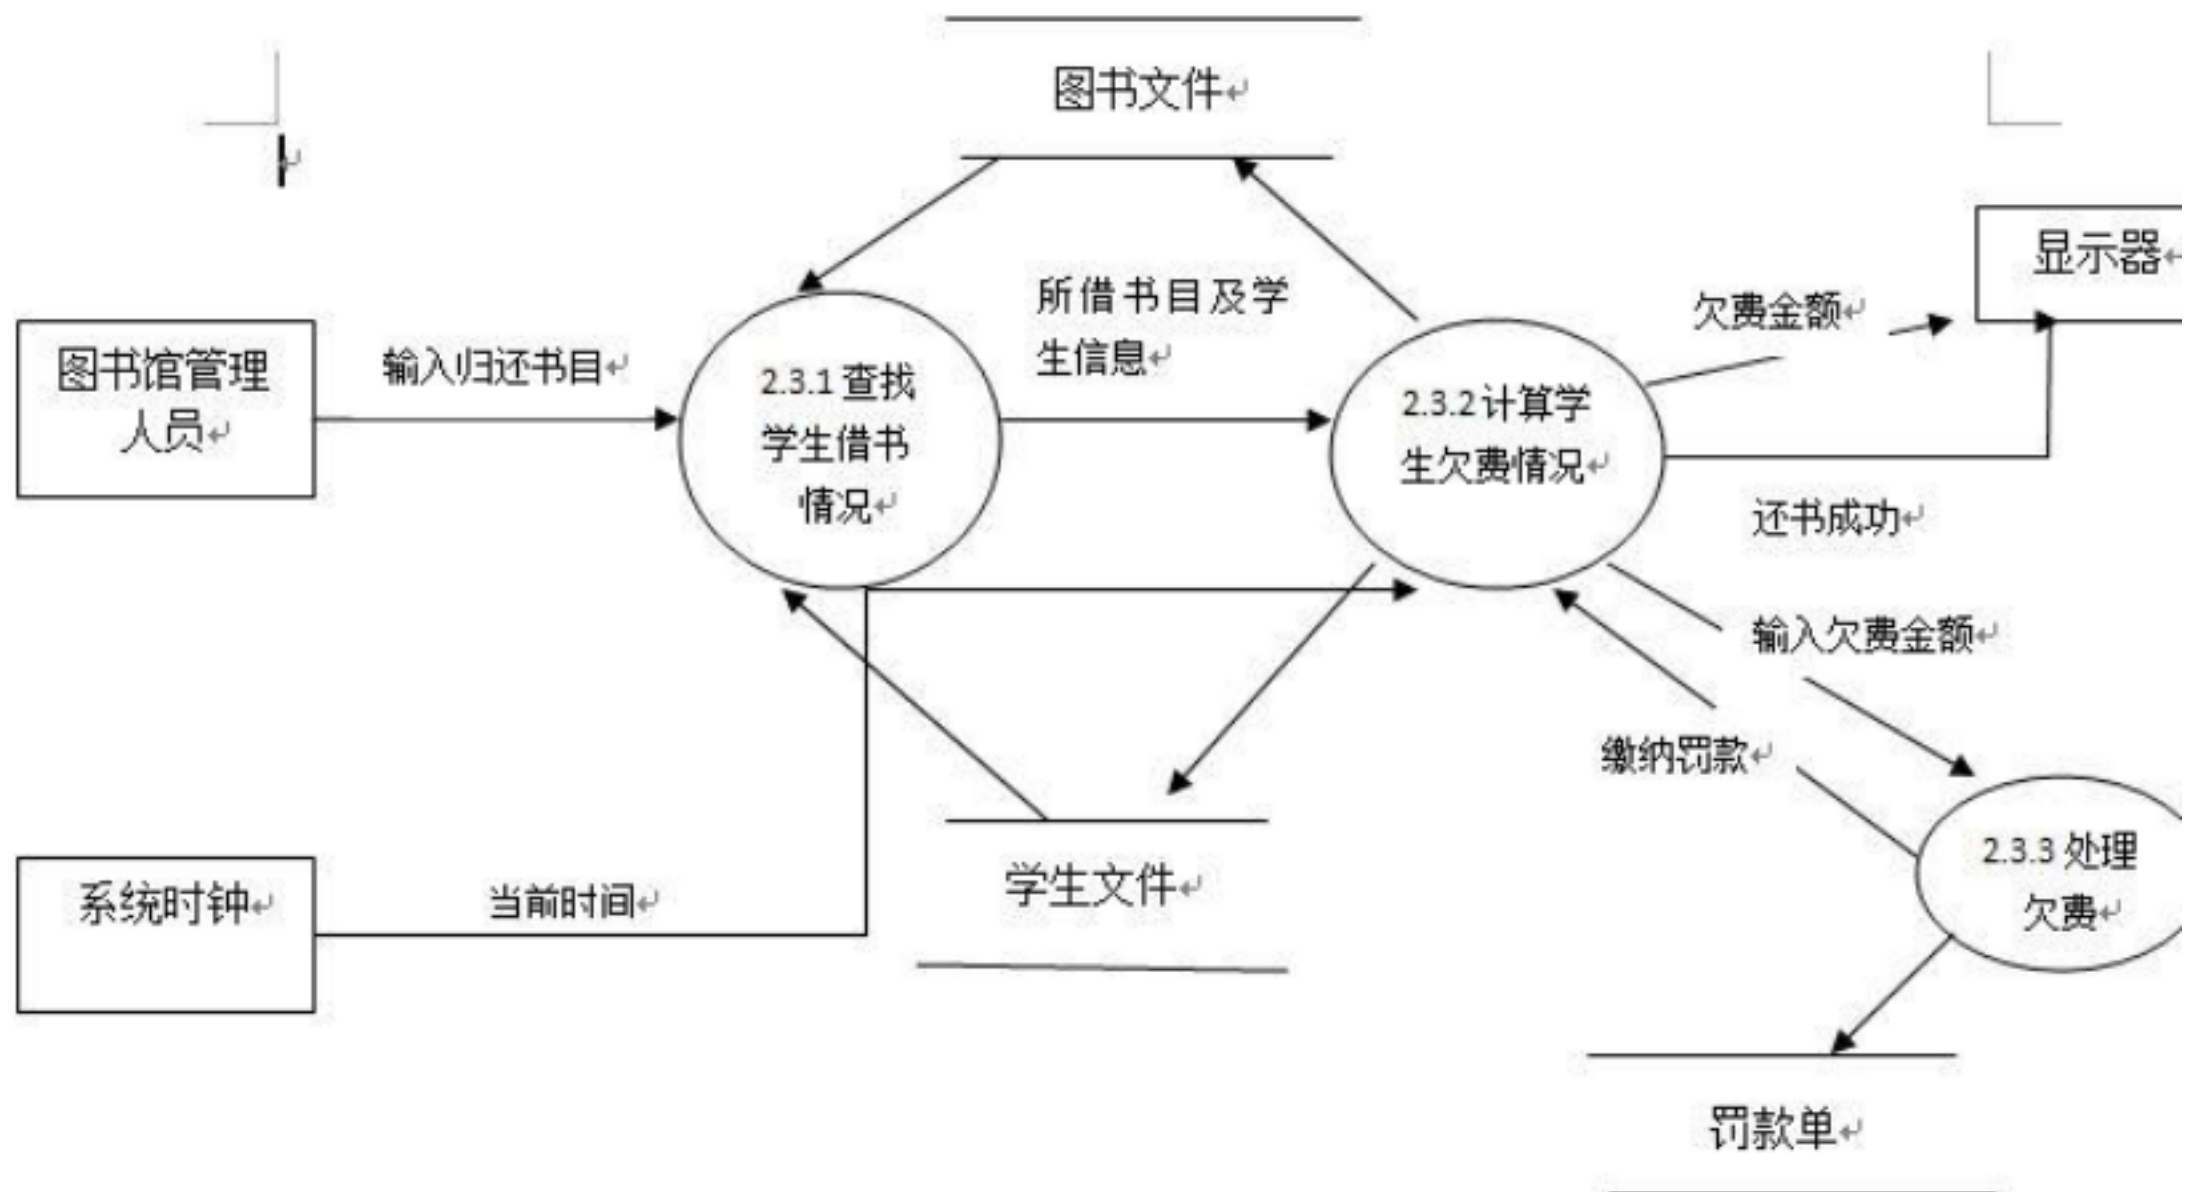 图书文件
显示器
所借书目及学
生信息
欠费金额
图书馆管理
人员
输入归还书目
2.3.1 查找
学生借书
情况
2.3.2 计算学
生欠费情况
还书成功
输入欠费金额
缴纳罚款
2.3.3 处理
欠费
学生文件
系统时钟
当前时间
罚款单